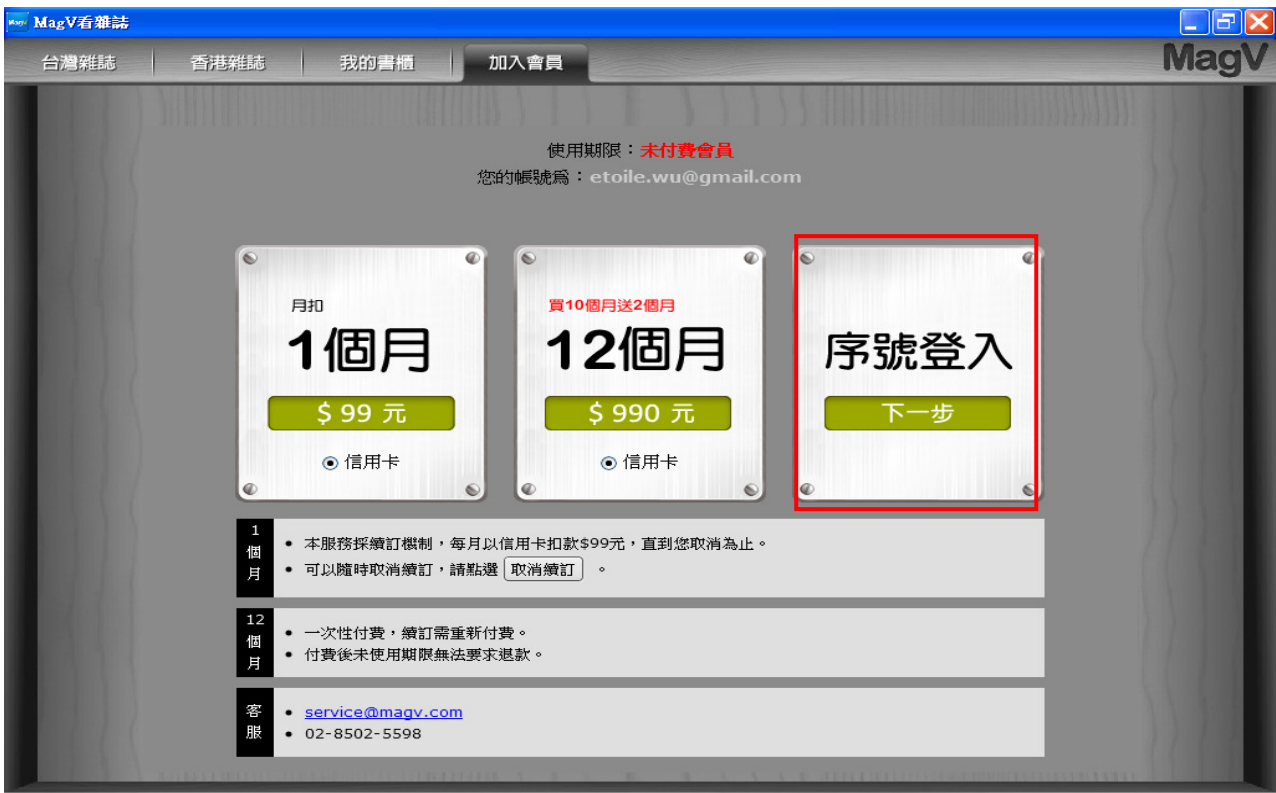 MagV MagV看雜誌
台灣雜誌 香港雜誌 我的書櫃 加入會員 MagV
使用期限：未付費會員
您的帳號為：etoile.wu@gmail.com
月扣
1個月
$ 99 元
信用卡
買10個月送2個月
12個月
$ 990 元
信用卡
序號登入
下一步
1個月
• 本服務採續訂機制，每月以信用卡扣款$99元，直到您取消為止。
• 可以隨時取消續訂，請點選 取消續訂 。
12個月
• 一次性付費，續訂需重新付費。
• 付費後未使用期限無法要求退款。
客服
• service@magv.com
• 02-8502-5598